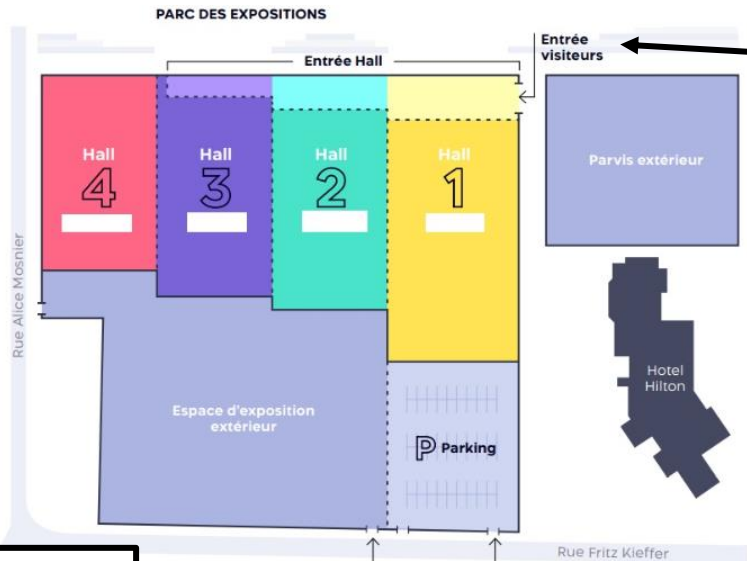 PARC DES EXPOSITIONS
Entrée Hall
Entrée
visiteurs
Hall
4
Hall
3
Hall
2
Hall
1
Parvis extérieur
Rue Alice Mosnier
Hotel
Hilton
Espace d'exposition
extérieur
P Parking
Rue Fritz Kieffer